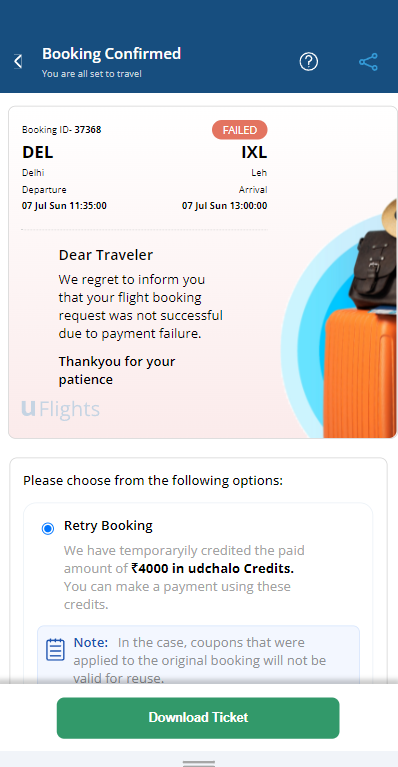 Booking Confirmed
You are all set to travel
Booking ID- 37368
FAILED
DEL
IXL
Delhi
Leh
Departure
Arrival
07 Jul Sun 11:35:00
07 Jul Sun 13:00:00
Dear Traveler
We regret to inform you
that your flight booking
request was not successful
due to payment failure.
Thankyou for your
patience
uFlights
Please choose from the following options:
Retry Booking
We have temporaryily credited the paid
amount of ₹4000 in udchalo Credits.
You can make a payment using these
credits.
Note: In the case, coupons that were
applied to the original booking will not be
valid for reuse.
Download Ticket